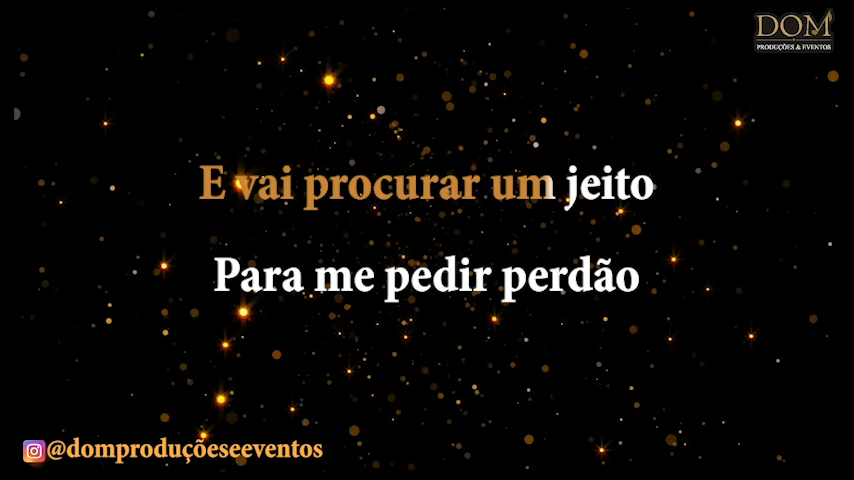 DOM
PRODUÇÕES & EVENTOS
E vai procurar um jeito
Para me pedir perdão
@domproduçõeseeventos